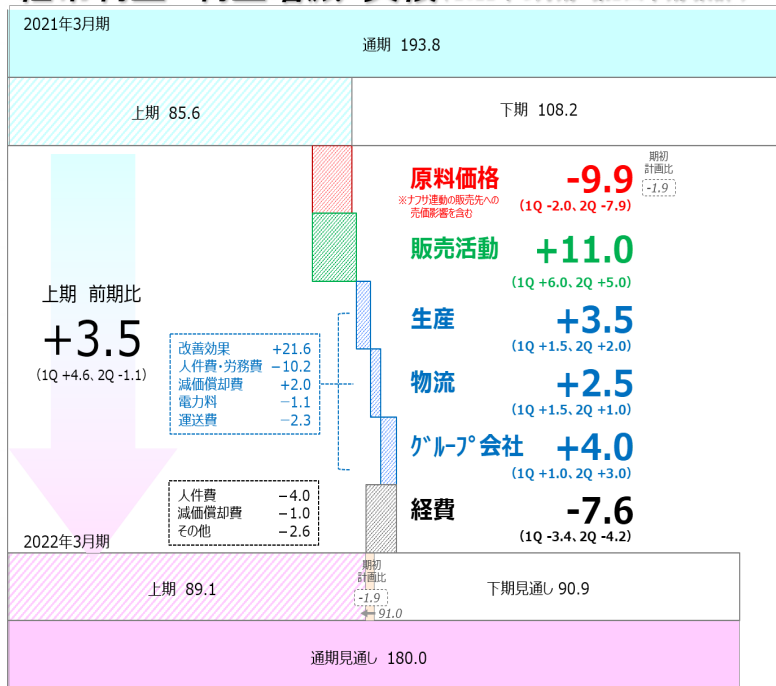 2021年3月期
通期 193.8
上期 85.6
下期 108.2
原料価格 -9.9
※ナフサ連動の販売先への
売価影響を含む
(1Q -2.0、2Q -7.9)
期初
計画比
-1.9
販売活動 +11.0
(1Q +6.0、2Q +5.0)
上期 前期比
+3.5
(1Q +4.6、2Q -1.1)
改善効果 +21.6
人件費・労務費 −10.2
減価償却費 +2.0
電力料 −1.1
運送費 −2.3
生産 +3.5
(1Q +1.5、2Q +2.0)
物流 +2.5
(1Q +1.5、2Q +1.0)
ｸﾞﾙｰﾌﾟ会社 +4.0
(1Q +1.0、2Q +3.0)
人件費 −4.0
減価償却費 −1.0
その他 −2.6
経費 -7.6
(1Q -3.4、2Q -4.2)
2022年3月期
上期 89.1
期初
計画比
-1.9
91.0
下期見通し 90.9
通期見通し 180.0